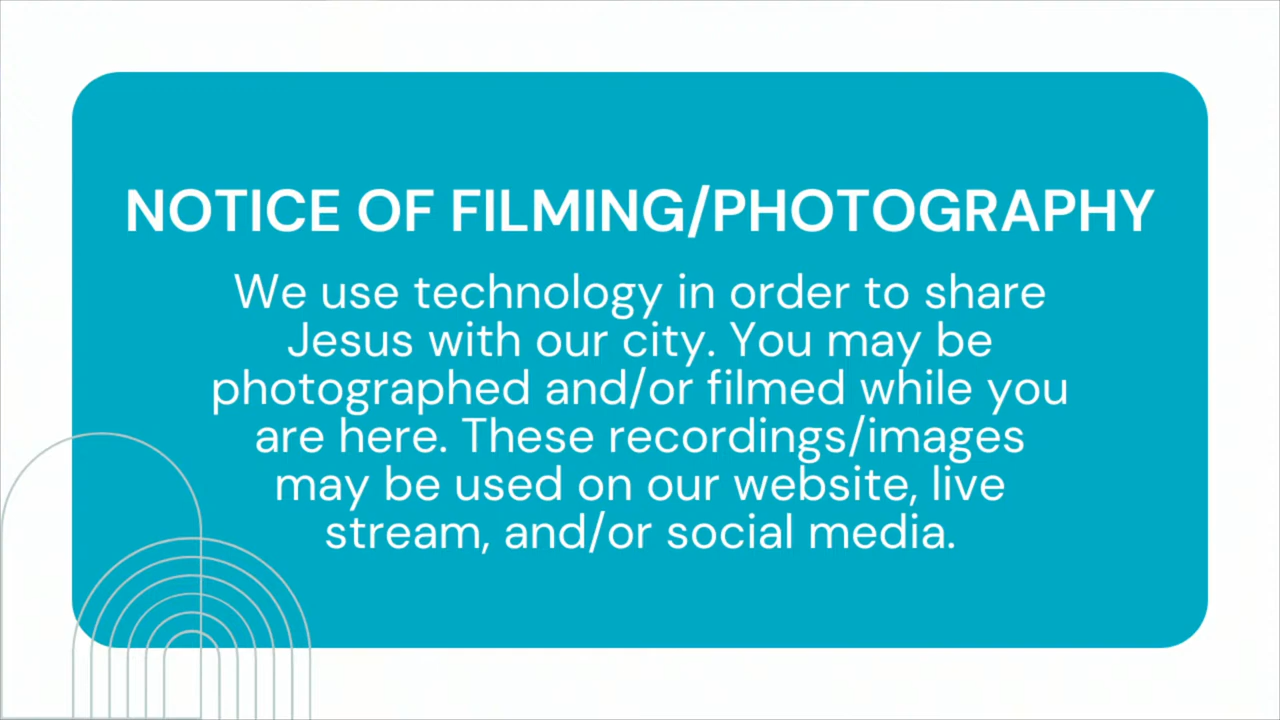 NOTICE OF FILMING/PHOTOGRAPHY
We use technology in order to share
Jesus with our city. You may be
photographed and/or filmed while you
are here. These recordings/images
may be used on our website, live
stream, and/or social media.